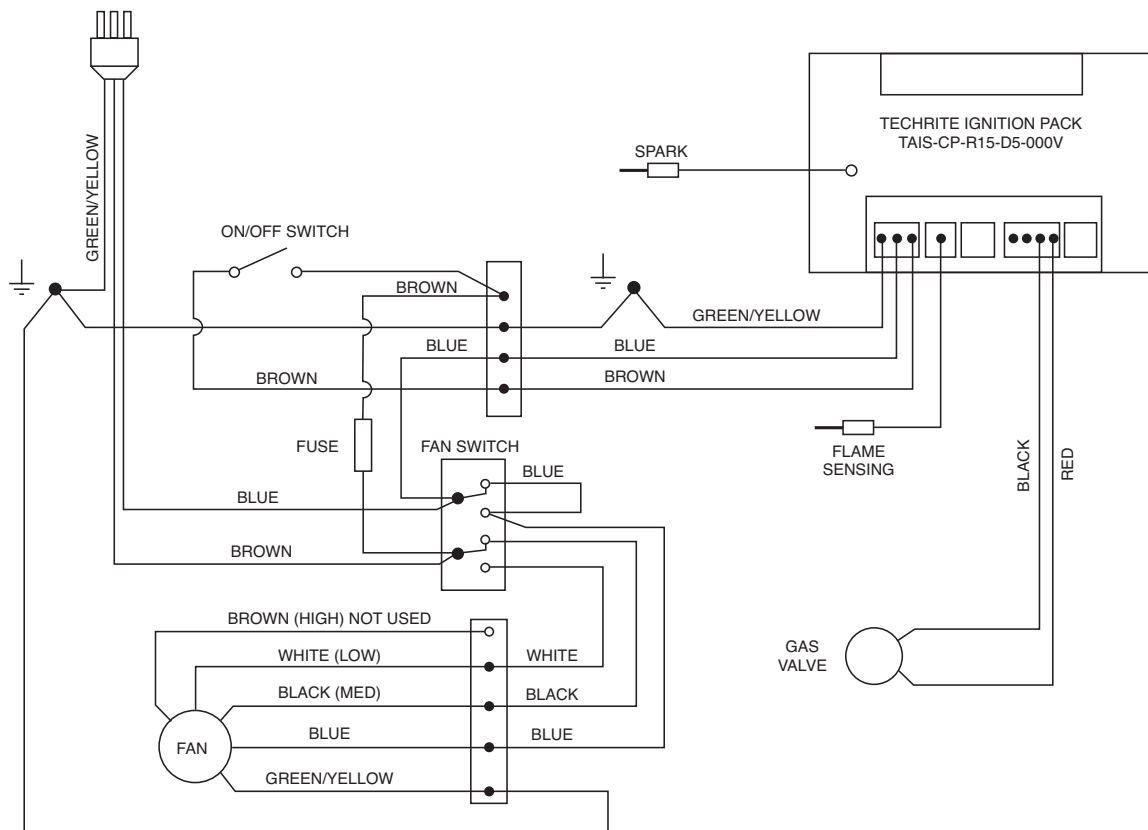 TECHRITE IGNITION PACK
TAIS-CP-R15-D5-000V
SPARK
GREEN/YELLOW
ON/OFF SWITCH
BROWN
GREEN/YELLOW
BLUE
BLUE
BROWN
BROWN
FUSE
FAN SWITCH
FLAME
SENSING
BLACK
RED
BLUE
BLUE
BROWN
BROWN (HIGH) NOT USED
WHITE (LOW)
WHITE
GAS
VALVE
BLACK (MED)
BLACK
FAN
BLUE
BLUE
GREEN/YELLOW